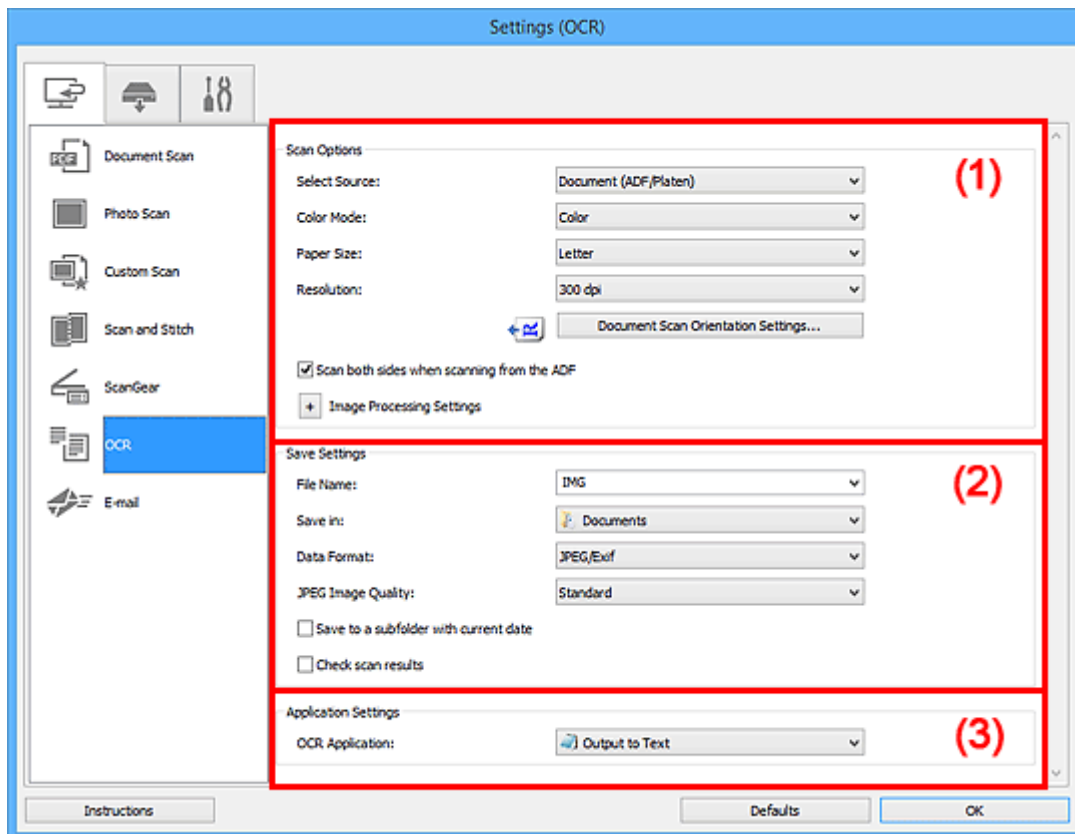 Settings (OCR)
PDF
Document Scan
Photo Scan
Custom Scan
Scan and Stitch
ScanGear
OCR
E-mail
Scan Options
(1)
Select Source: Document (ADF/Platen)
Color Mode: Color
Paper Size: Letter
Resolution: 300 dpi
R Document Scan Orientation Settings...
Scan both sides when scanning from the ADF
+ Image Processing Settings
Save Settings
(2)
File Name: IMG
Save in: Documents
Data Format: JPEG/Exif
JPEG Image Quality: Standard
Save to a subfolder with current date
Check scan results
Application Settings
(3)
OCR Application: Output to Text
Instructions Defaults OK